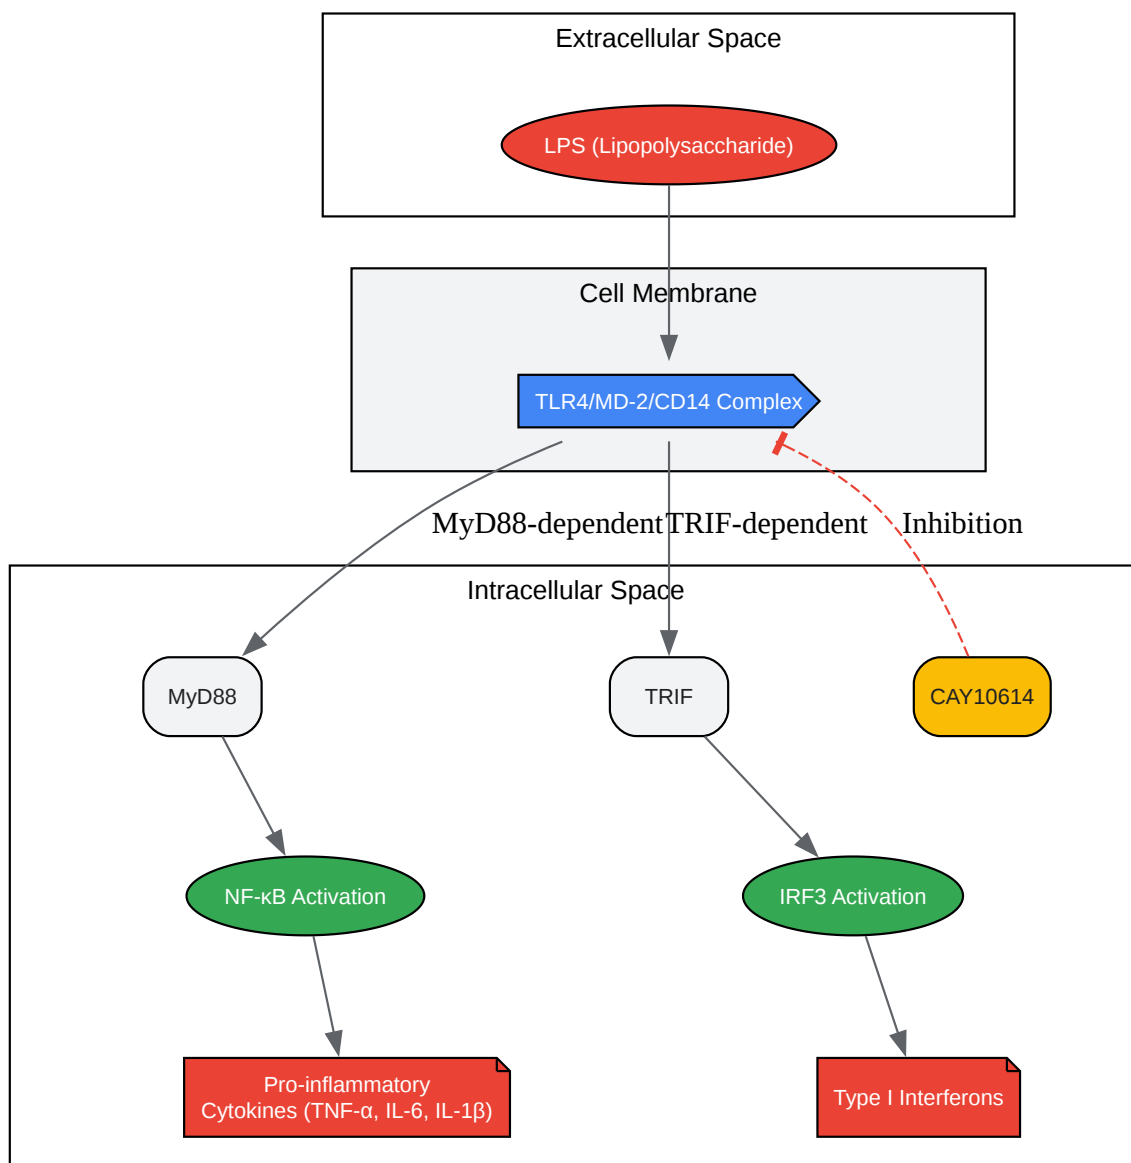 Extracellular Space
LPS (Lipopolysaccharide)
Cell Membrane
TLR4/MD-2/CD14 Complex
MyD88-dependent
TRIF-dependent
Inhibition
Intracellular Space
MyD88
TRIF
CAY10614
NF-κB Activation
IRF3 Activation
Pro-inflammatory
Cytokines (TNF-α, IL-6, IL-1β)
Type I Interferons